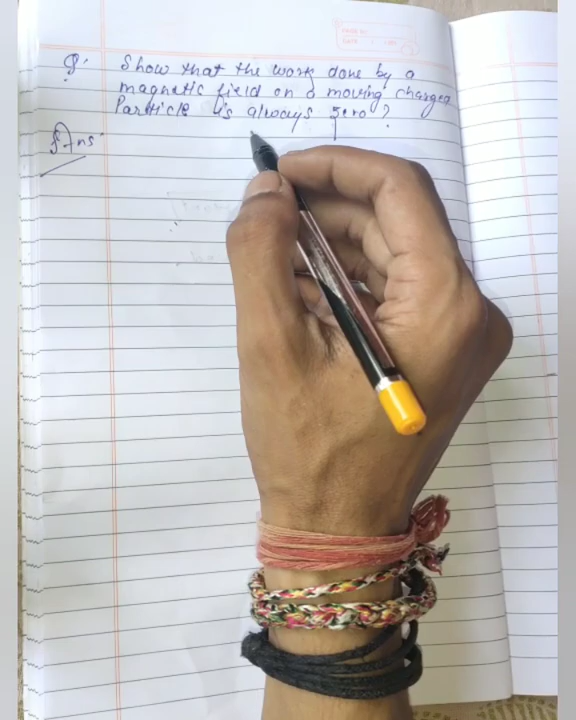 Q. Show that the work done by a
magnetic field on a moving charged
Particle is always zero?
Ans